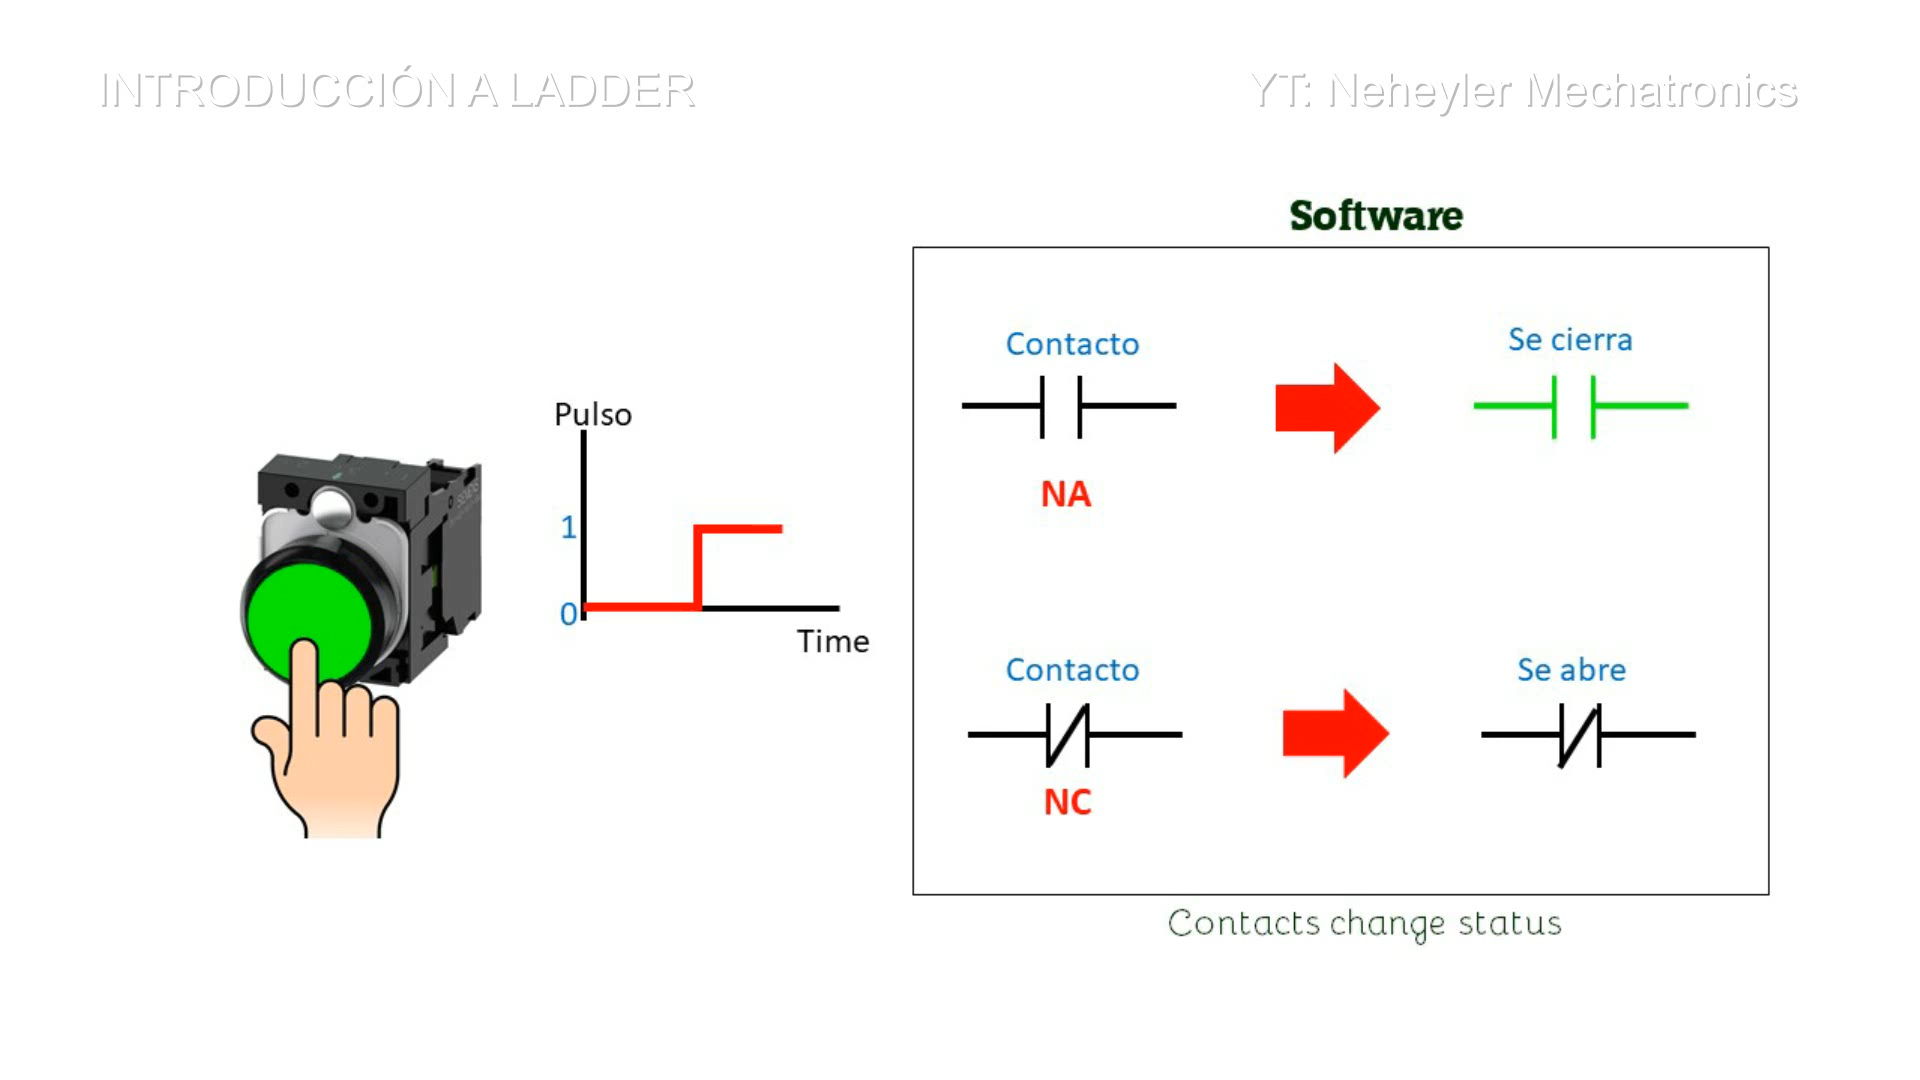 INTRODUCCIÓN A LADDER
YT: Neheyler Mechatronics
Software
Contacto
Se cierra
NA
Pulso
1
0
Time
Contacto
Se abre
NC
Contacts change status